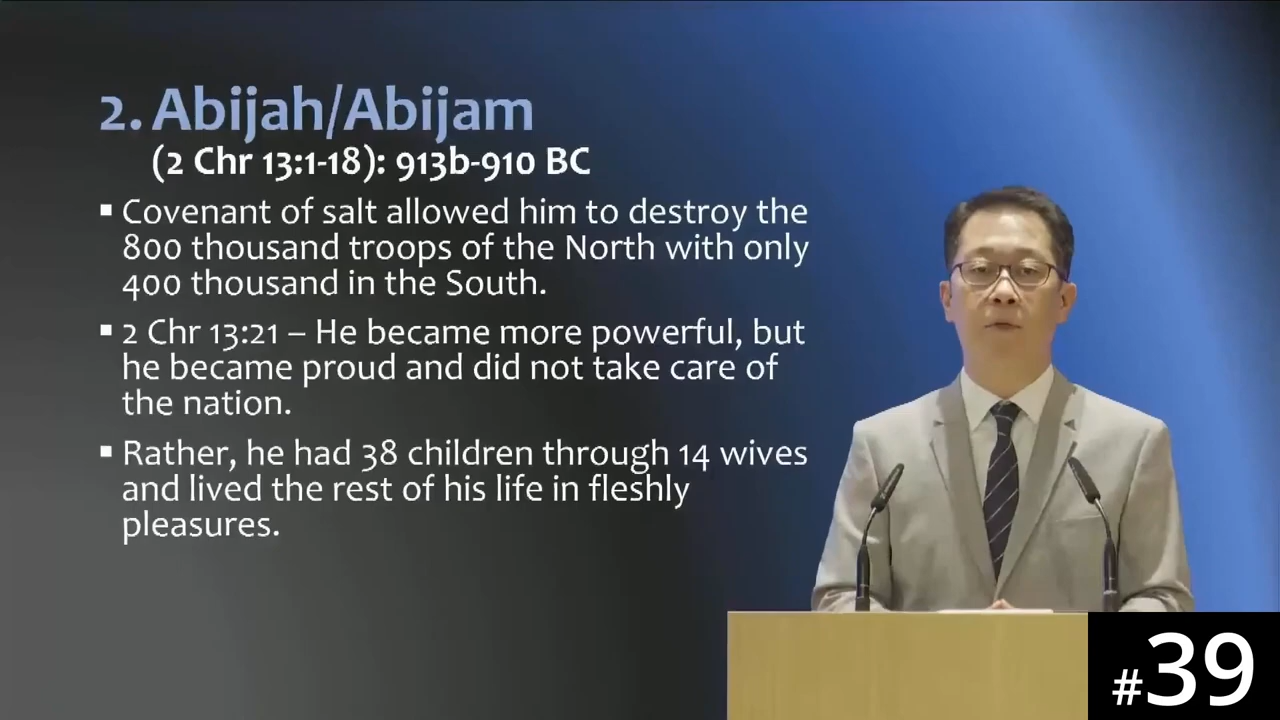 2. Abijah/Abijam
(2 Chr 13:1-18): 913b-910 BC
▪ Covenant of salt allowed him to destroy the
800 thousand troops of the North with only
400 thousand in the South.
▪ 2 Chr 13:21 – He became more powerful, but
he became proud and did not take care of
the nation.
▪ Rather, he had 38 children through 14 wives
and lived the rest of his life in fleshly
pleasures.
#39